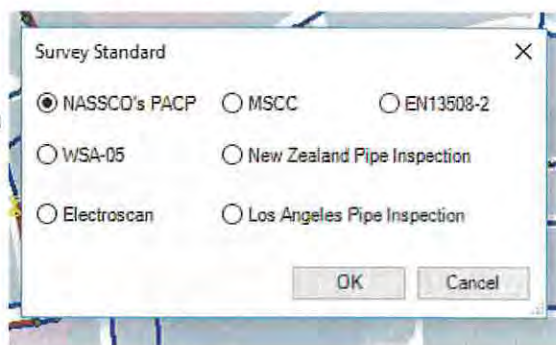 Survey Standard
NASSCO's PACP MSCC EN13508-2
WSA-05 New Zealand Pipe Inspection
Electroscan Los Angeles Pipe Inspection
OK Cancel